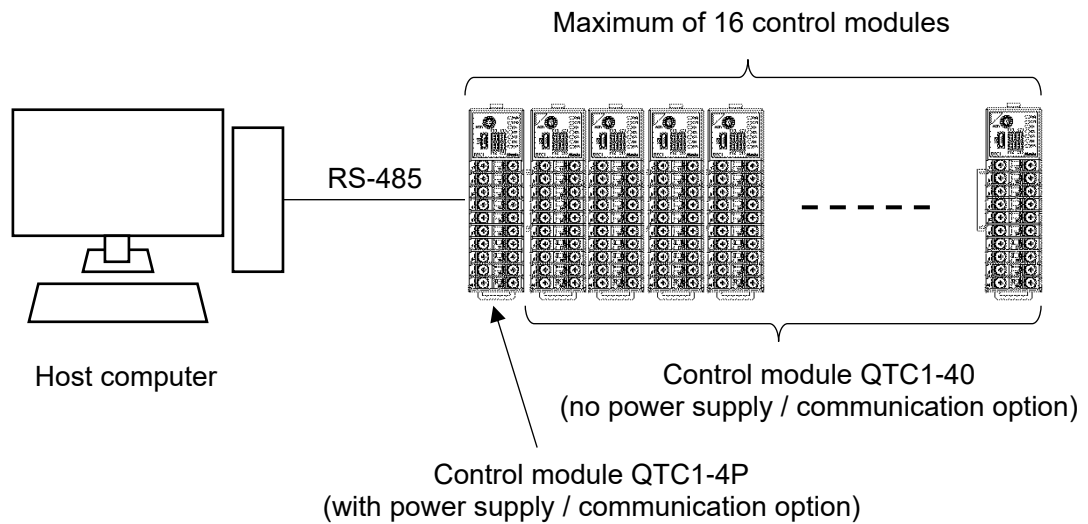 Maximum of 16 control modules
RS-485
Host computer
Control module QTC1-40
(no power supply / communication option)
Control module QTC1-4P
(with power supply / communication option)